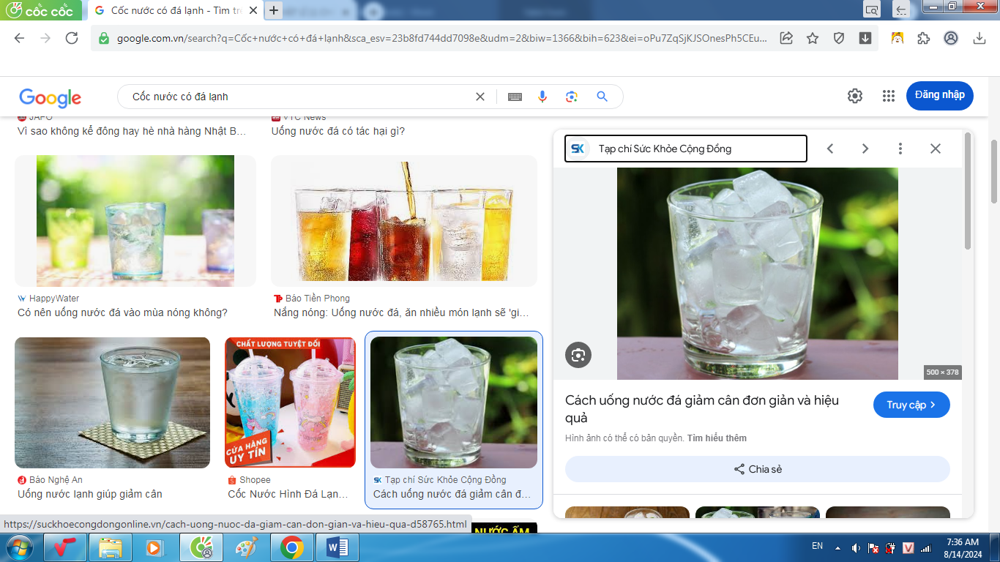 cốc cốc
Cốc nước có đá lạnh - Tìm trê
google.com.vn/search?q=Cốc+nước+có+đá+lạnh&sca_esv=23b8fd744dd7098e&udm=2&biw=1366&bih=623&ei=oPu7ZqSjKJSOnesPh5CEu...
Google
Cốc nước có đá lạnh
Đăng nhập
JAPO
VTC News
Vì sao không kể đông hay hè nhà hàng Nhật B...
Uống nước đá có tác hại gì?
SK Tạp chí Sức Khỏe Cộng Đồng
HappyWater
Có nên uống nước đá vào mùa nóng không?
TP Báo Tiền Phong
Nắng nóng: Uống nước đá, ăn nhiều món lạnh sẽ 'gi...
500 × 378
Cách uống nước đá giảm cân đơn giản và hiệu
quả
Truy cập
Hình ảnh có thể có bản quyền. Tìm hiểu thêm
Chia sẻ
CHẤT LƯỢNG TUYỆT ĐỐI
CỬA HÀNG
UY TÍN
Báo Nghệ An
Uống nước lạnh giúp giảm cân
Shopee
Cốc Nước Hình Đá Lạn...
SK Tạp chí Sức Khỏe Cộng Đồng
Cách uống nước đá giảm cân đ...
https://suckhoecongdongonline.vn/cach-uong-nuoc-da-giam-can-don-gian-va-hieu-qua-d58765.html
NƯỚC ẤM
EN
7:36 AM
8/14/2024